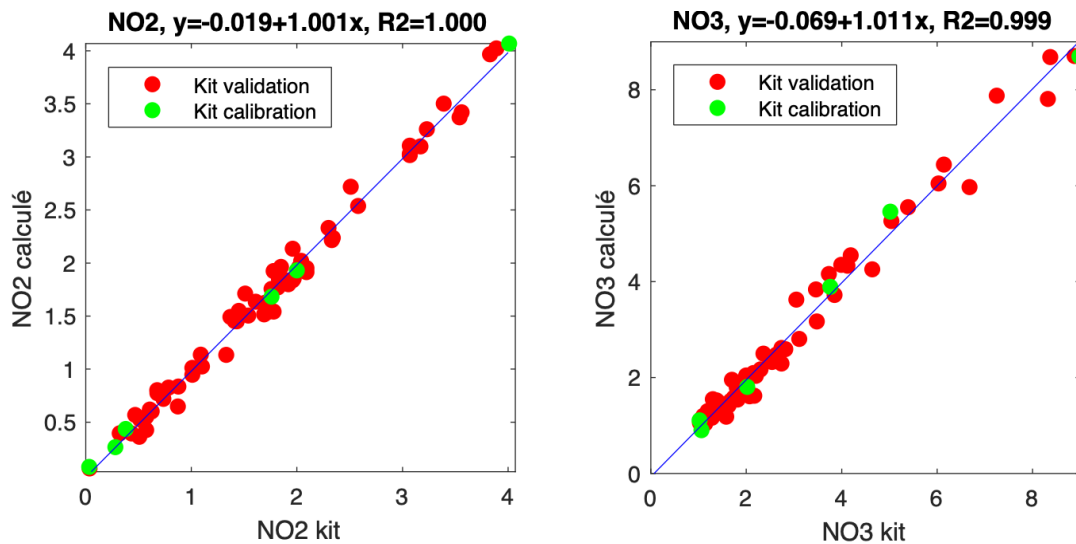 NO2, y=-0.019+1.001x, R2=1.000
4
3.5
3
2.5
2
1.5
1
0.5
0
1
2
3
4
NO2 calculé
NO2 kit
Kit validation
Kit calibration
NO3, y=-0.069+1.011x, R2=0.999
8
6
4
2
0
0
2
4
6
8
NO3 calculé
NO3 kit
Kit validation
Kit calibration